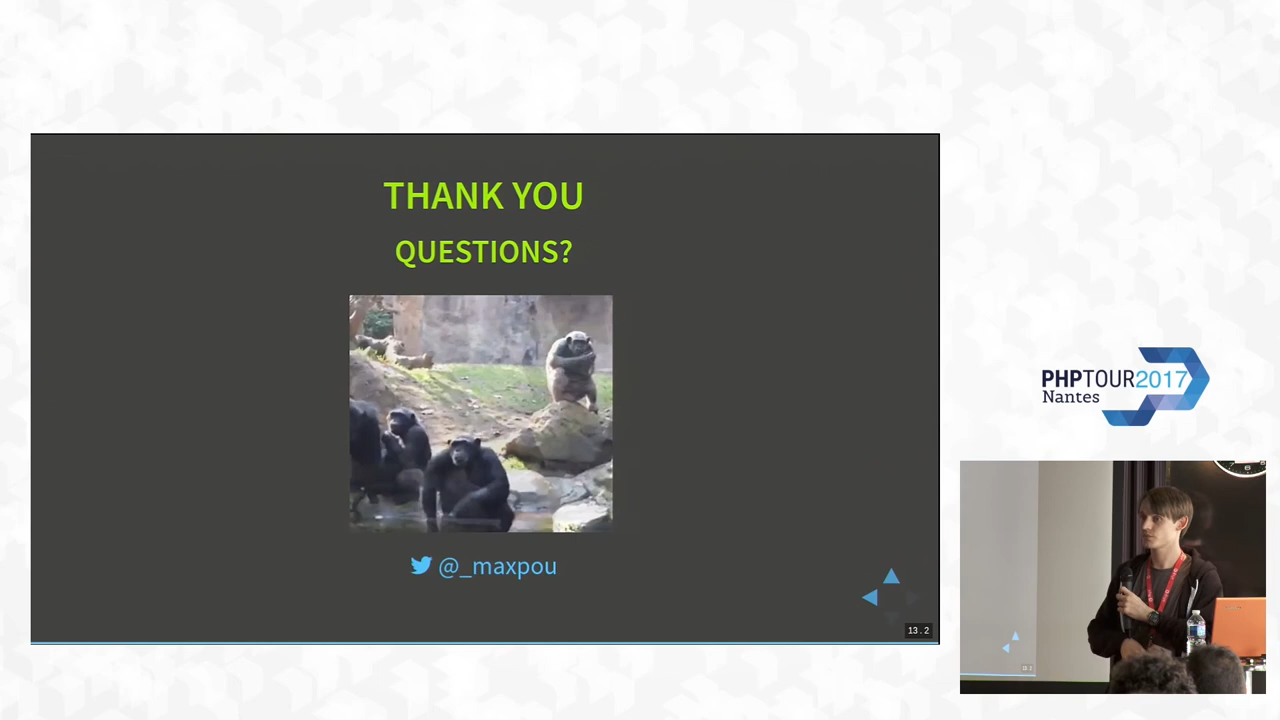 THANK YOU
QUESTIONS?
@_maxpou
13.2
PHPTOUR2017
Nantes